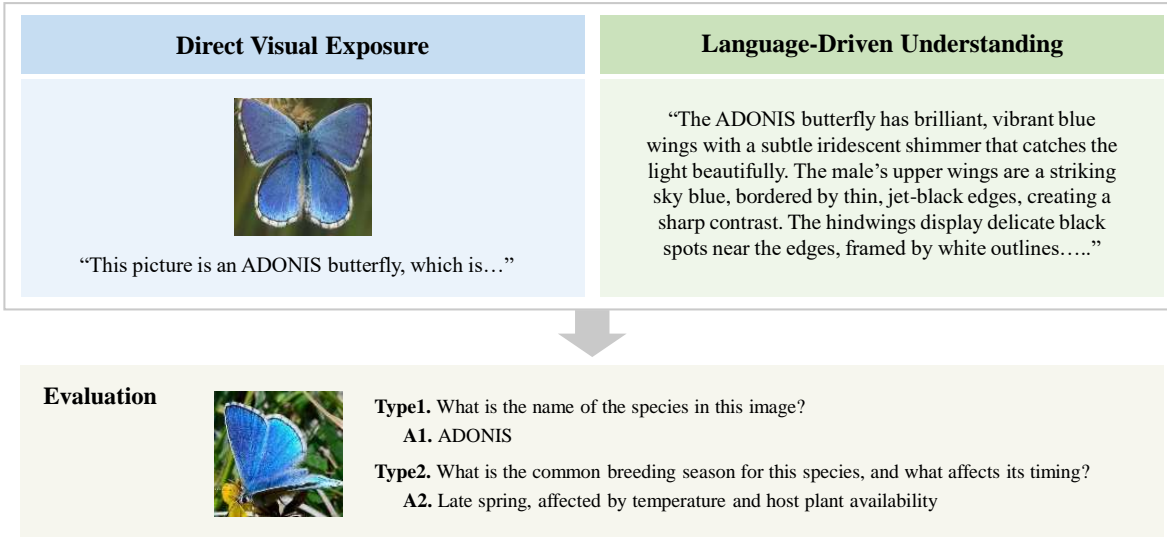 Direct Visual Exposure
“This picture is an ADONIS butterfly, which is…”
Language-Driven Understanding
“The ADONIS butterfly has brilliant, vibrant blue
wings with a subtle iridescent shimmer that catches the
light beautifully. The male’s upper wings are a striking
sky blue, bordered by thin, jet-black edges, creating a
sharp contrast. The hindwings display delicate black
spots near the edges, framed by white outlines…..”
Evaluation
Type1. What is the name of the species in this image?
A1. ADONIS
Type2. What is the common breeding season for this species, and what affects its timing?
A2. Late spring, affected by temperature and host plant availability